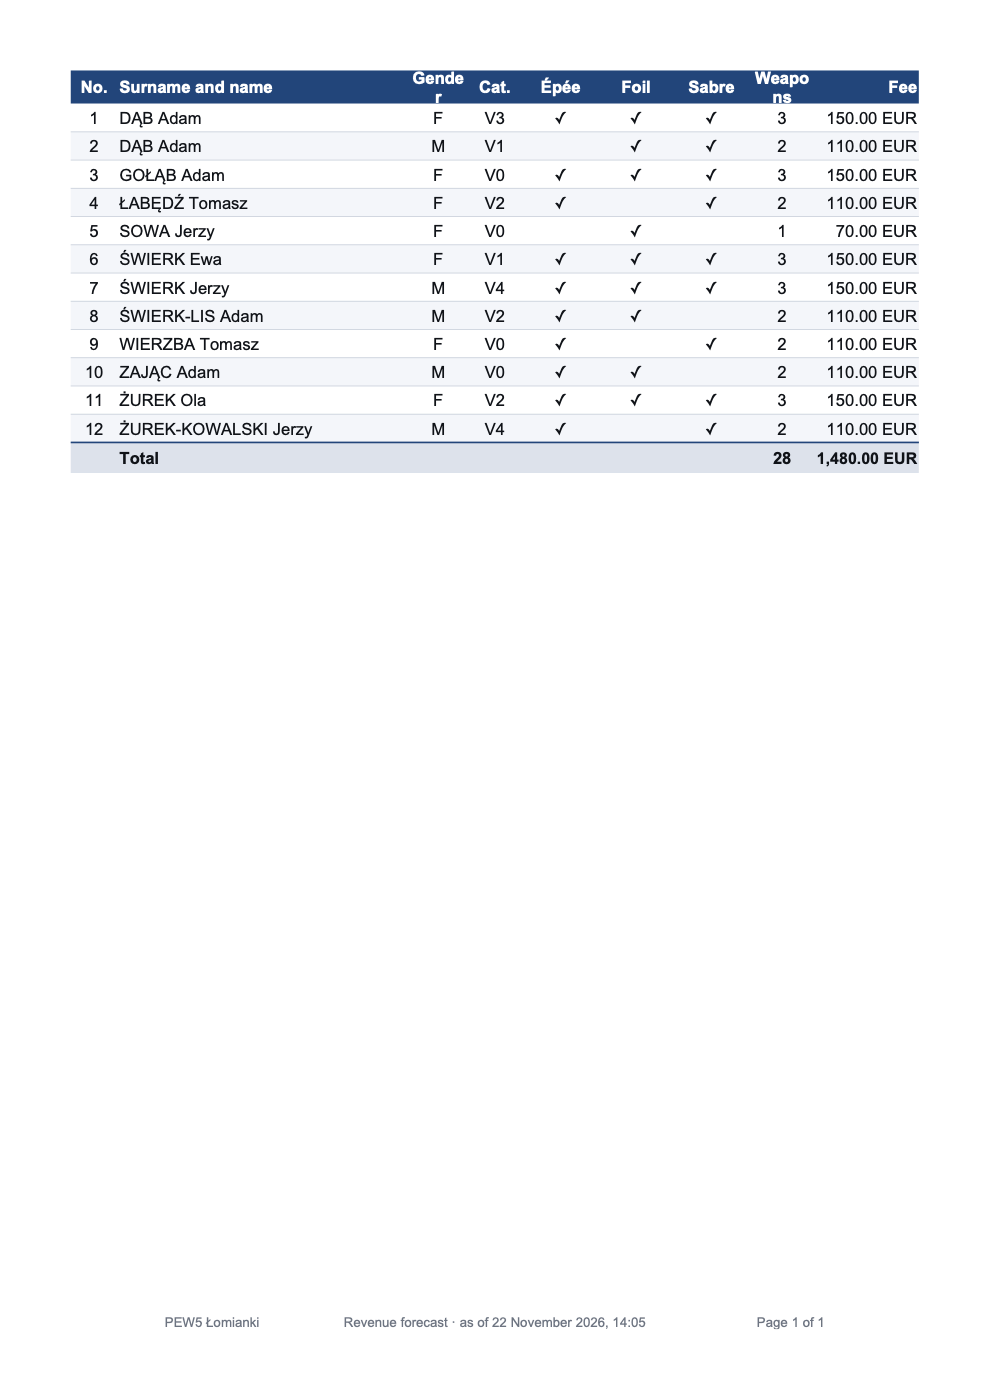 No. Surname and name Gender Cat. Épée Foil Sabre Weapons Fee
1 DĄB Adam F V3 ✓ ✓ ✓ 3 150.00 EUR
2 DĄB Adam M V1 ✓ ✓ 2 110.00 EUR
3 GOŁĄB Adam F V0 ✓ ✓ ✓ 3 150.00 EUR
4 ŁABĘDŹ Tomasz F V2 ✓ ✓ 2 110.00 EUR
5 SOWA Jerzy F V0 ✓ 1 70.00 EUR
6 ŚWIERK Ewa F V1 ✓ ✓ ✓ 3 150.00 EUR
7 ŚWIERK Jerzy M V4 ✓ ✓ ✓ 3 150.00 EUR
8 ŚWIERK-LIS Adam M V2 ✓ ✓ 2 110.00 EUR
9 WIERZBA Tomasz F V0 ✓ ✓ 2 110.00 EUR
10 ZAJĄC Adam M V0 ✓ ✓ 2 110.00 EUR
11 ŻUREK Ola F V2 ✓ ✓ ✓ 3 150.00 EUR
12 ŻUREK-KOWALSKI Jerzy M V4 ✓ ✓ 2 110.00 EUR
Total 28 1,480.00 EUR
PEW5 Łomianki Revenue forecast · as of 22 November 2026, 14:05 Page 1 of 1